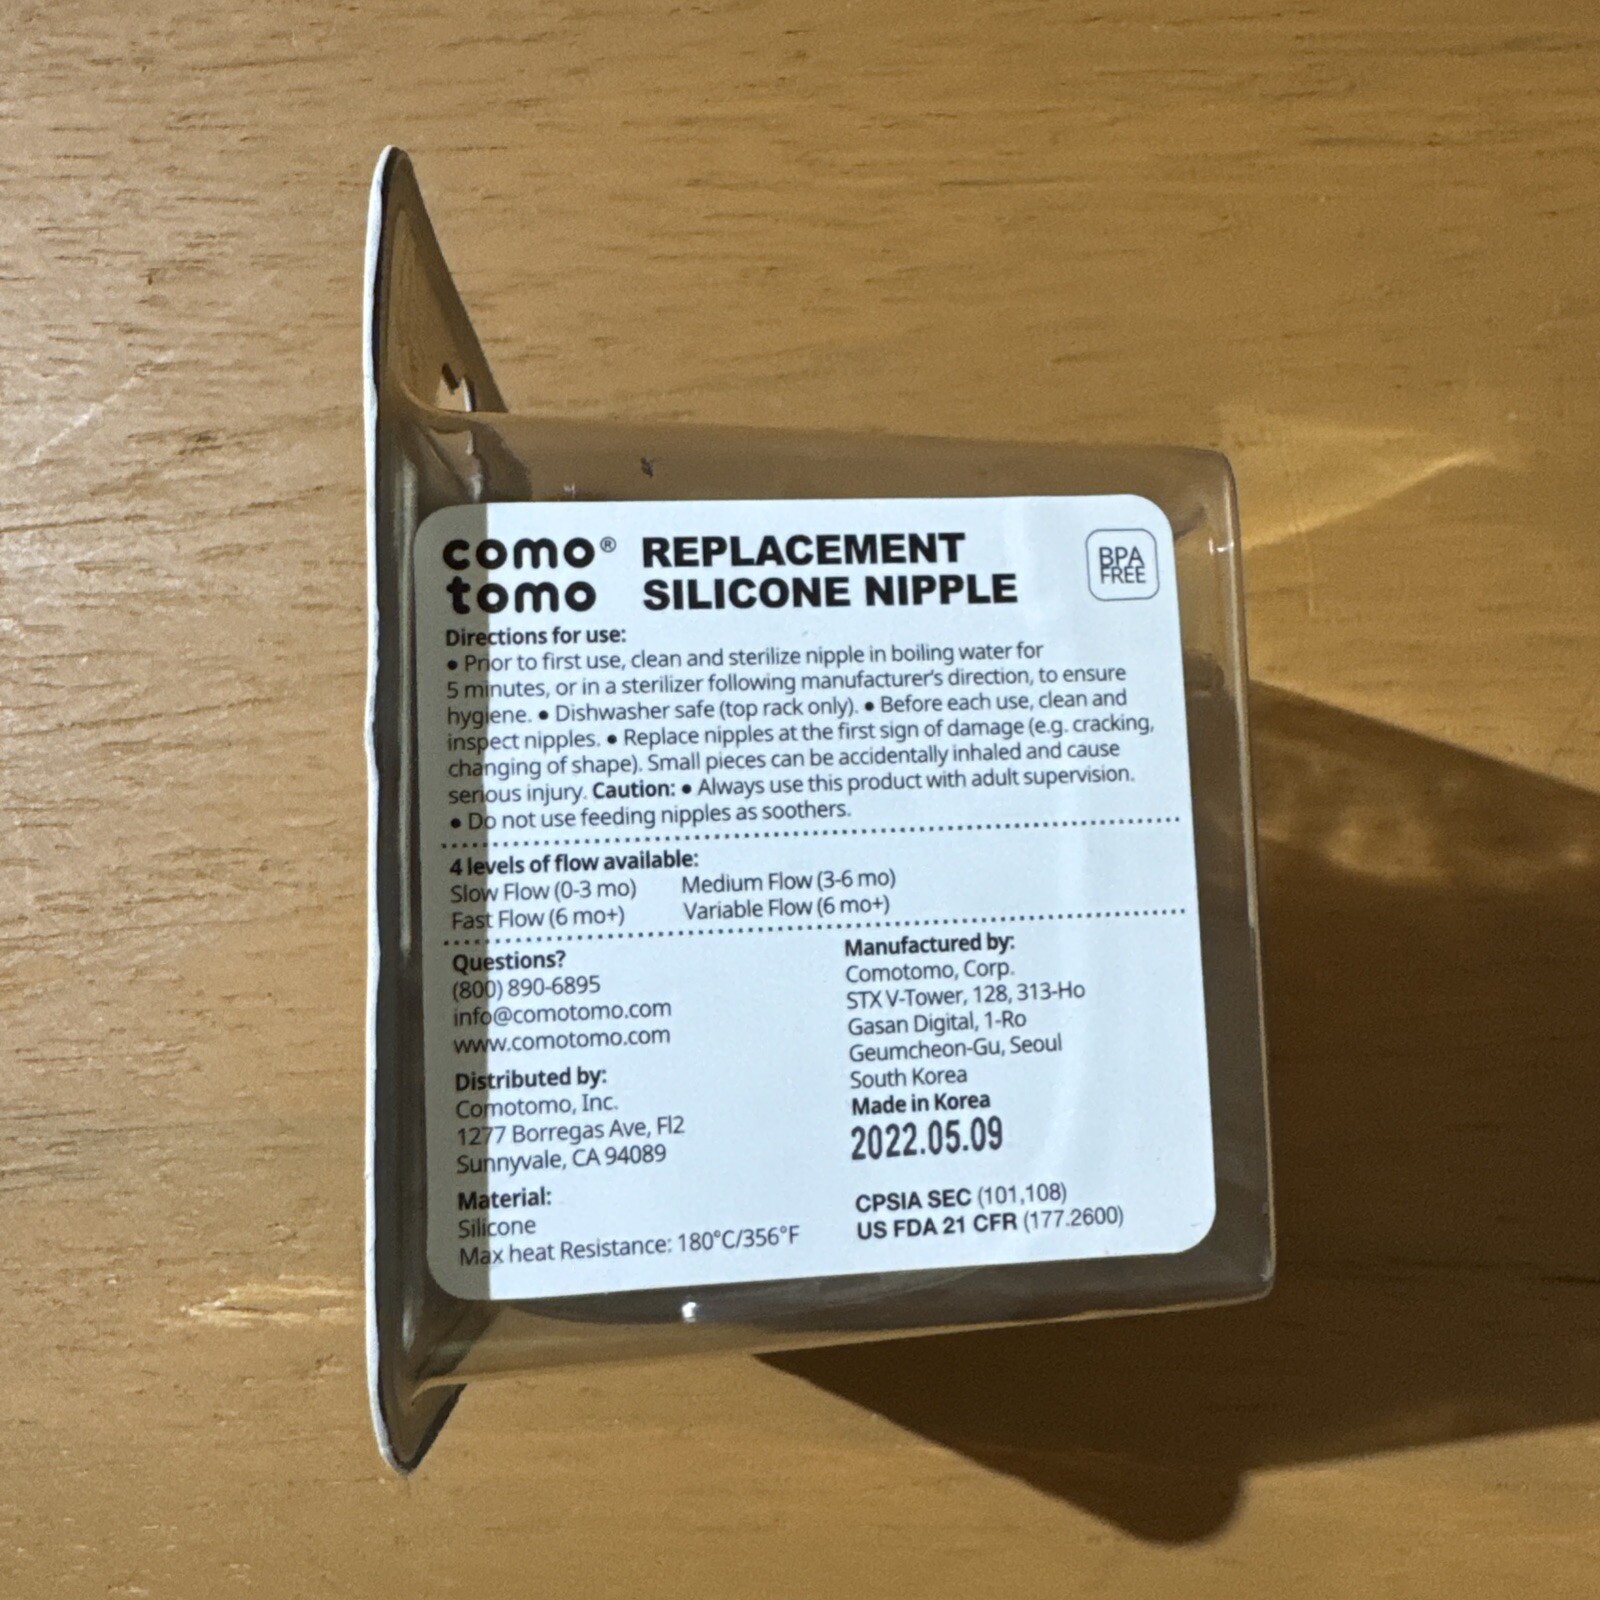 como® tomo
REPLACEMENT
SILICONE NIPPLE
BPA
FREE
Directions for use:
● Prior to first use, clean and sterilize nipple in boiling water for
5 minutes, or in a sterilizer following manufacturer's direction, to ensure
hygiene. ● Dishwasher safe (top rack only). ● Before each use, clean and
inspect nipples. ● Replace nipples at the first sign of damage (e.g. cracking,
changing of shape). Small pieces can be accidentally inhaled and cause
serious injury. Caution: ● Always use this product with adult supervision.
● Do not use feeding nipples as soothers.
4 levels of flow available:
Slow Flow (0-3 mo) Medium Flow (3-6 mo)
Fast Flow (6 mo+) Variable Flow (6 mo+)
Questions?
(800) 890-6895
info@comotomo.com
www.comotomo.com
Distributed by:
Comotomo, Inc.
1277 Borregas Ave, Fl2
Sunnyvale, CA 94089
Material:
Silicone
Max heat Resistance: 180°C/356°F
Manufactured by:
Comotomo, Corp.
STX V-Tower, 128, 313-Ho
Gasan Digital, 1-Ro
Geumcheon-Gu, Seoul
South Korea
Made in Korea
2022.05.09
CPSIA SEC (101,108)
US FDA 21 CFR (177.2600)